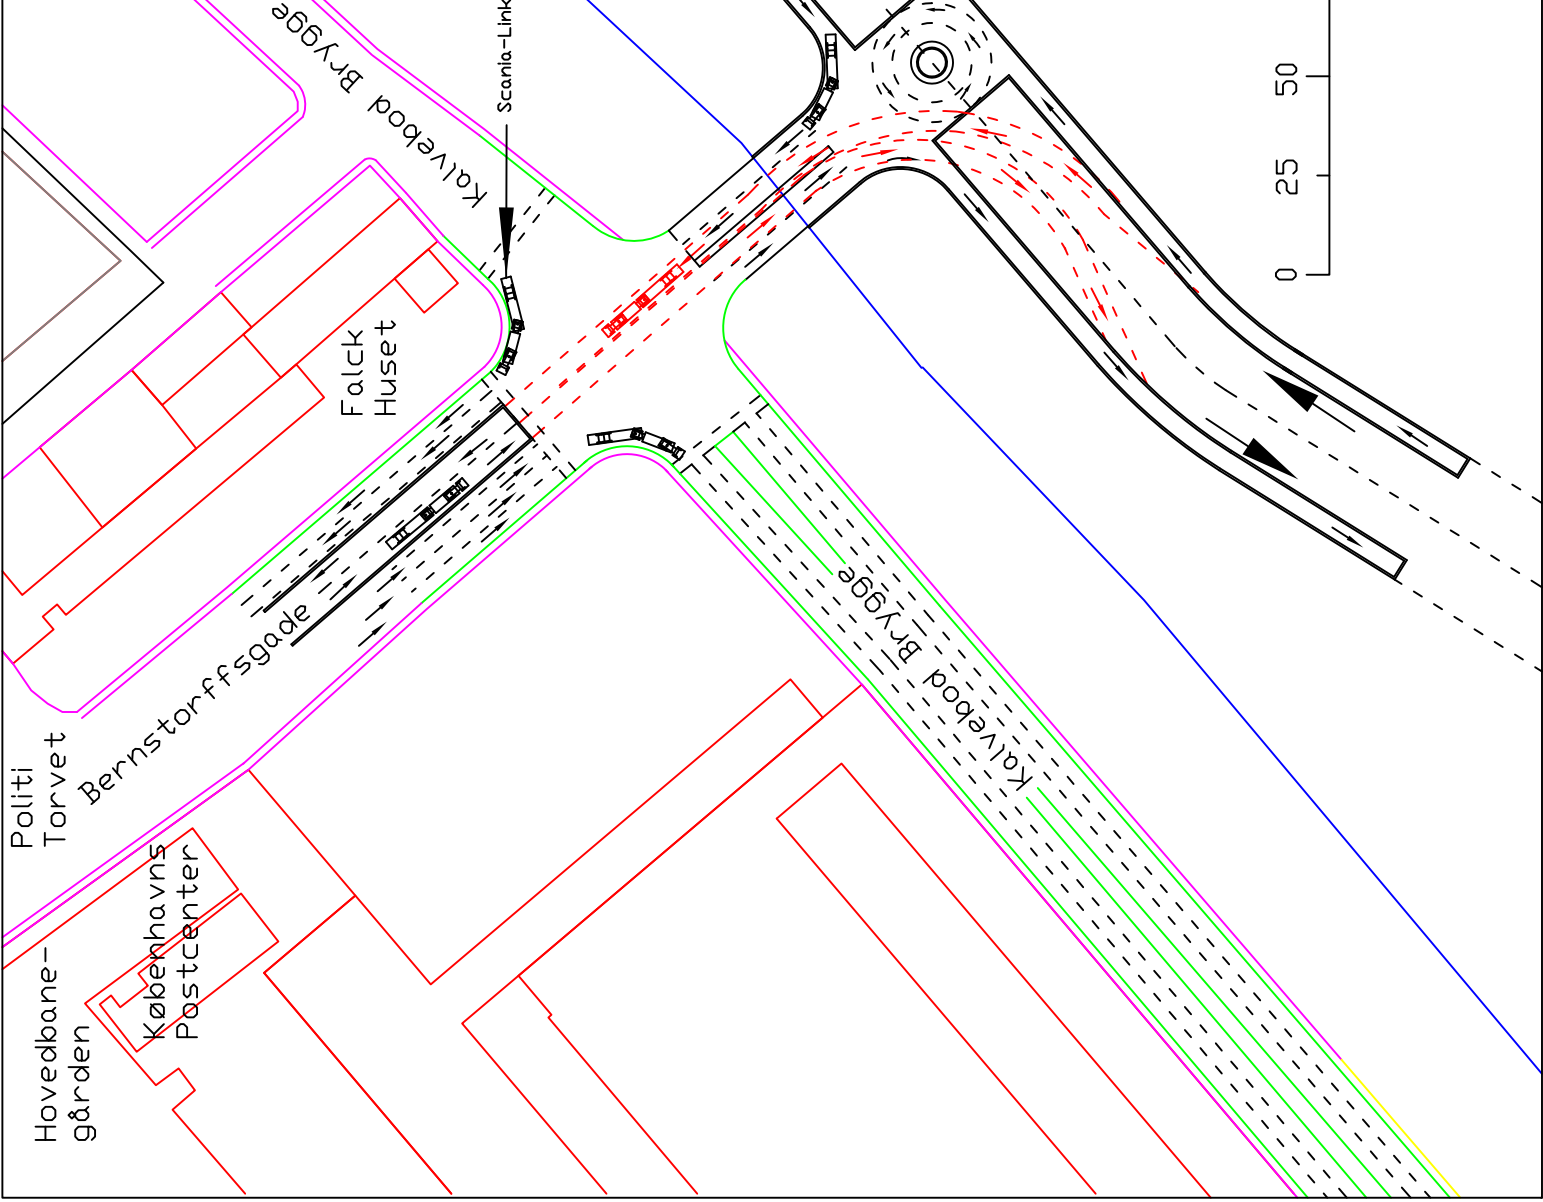 Kalvebod Brygge
Scania-Link
50
25
0
Falck
Huset
Bernstorffsgade
Politi
Torvet
Kalvebod Brygge
Københavns
Postcenter
Hovedbane-
gården